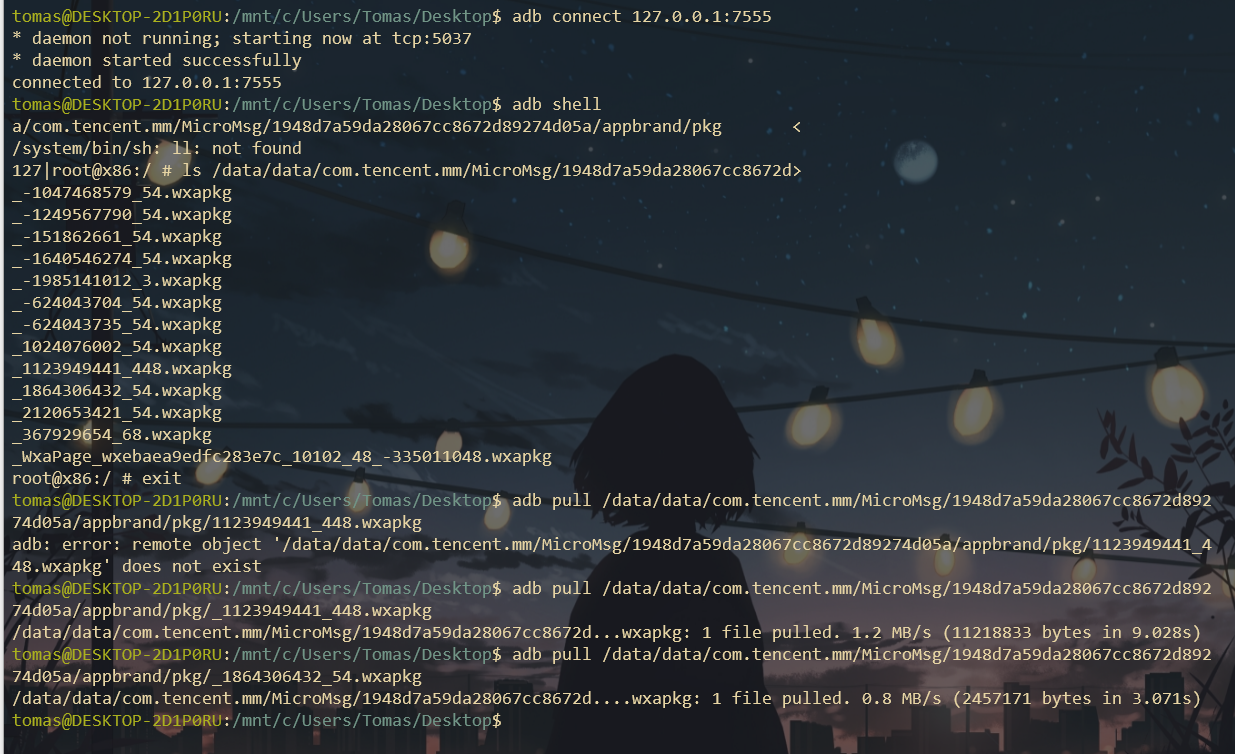 tomas@DESKTOP-2D1P0RU:/mnt/c/Users/Tomas/Desktop$ adb connect 127.0.0.1:7555
* daemon not running; starting now at tcp:5037
* daemon started successfully
connected to 127.0.0.1:7555
tomas@DESKTOP-2D1P0RU:/mnt/c/Users/Tomas/Desktop$ adb shell
a/com.tencent.mm/MicroMsg/1948d7a59da28067cc8672d89274d05a/appbrand/pkg       <
/system/bin/sh: ll: not found
127|root@x86:/ # ls /data/data/com.tencent.mm/MicroMsg/1948d7a59da28067cc8672d>
_-1047468579_54.wxapkg
_-1249567790_54.wxapkg
_-151862661_54.wxapkg
_-1640546274_54.wxapkg
_-1985141012_3.wxapkg
_-624043704_54.wxapkg
_-624043735_54.wxapkg
_1024076002_54.wxapkg
_1123949441_448.wxapkg
_1864306432_54.wxapkg
_2120653421_54.wxapkg
_367929654_68.wxapkg
_WxaPage_wxebaea9edfc283e7c_10102_48_-335011048.wxapkg
root@x86:/ # exit
tomas@DESKTOP-2D1P0RU:/mnt/c/Users/Tomas/Desktop$ adb pull /data/data/com.tencent.mm/MicroMsg/1948d7a59da28067cc8672d892
74d05a/appbrand/pkg/1123949441_448.wxapkg
adb: error: remote object '/data/data/com.tencent.mm/MicroMsg/1948d7a59da28067cc8672d89274d05a/appbrand/pkg/1123949441_4
48.wxapkg' does not exist
tomas@DESKTOP-2D1P0RU:/mnt/c/Users/Tomas/Desktop$ adb pull /data/data/com.tencent.mm/MicroMsg/1948d7a59da28067cc8672d892
74d05a/appbrand/pkg/_1123949441_448.wxapkg
/data/data/com.tencent.mm/MicroMsg/1948d7a59da28067cc8672d...wxapkg: 1 file pulled. 1.2 MB/s (11218833 bytes in 9.028s)
tomas@DESKTOP-2D1P0RU:/mnt/c/Users/Tomas/Desktop$ adb pull /data/data/com.tencent.mm/MicroMsg/1948d7a59da28067cc8672d892
74d05a/appbrand/pkg/_1864306432_54.wxapkg
/data/data/com.tencent.mm/MicroMsg/1948d7a59da28067cc8672d....wxapkg: 1 file pulled. 0.8 MB/s (2457171 bytes in 3.071s)
tomas@DESKTOP-2D1P0RU:/mnt/c/Users/Tomas/Desktop$